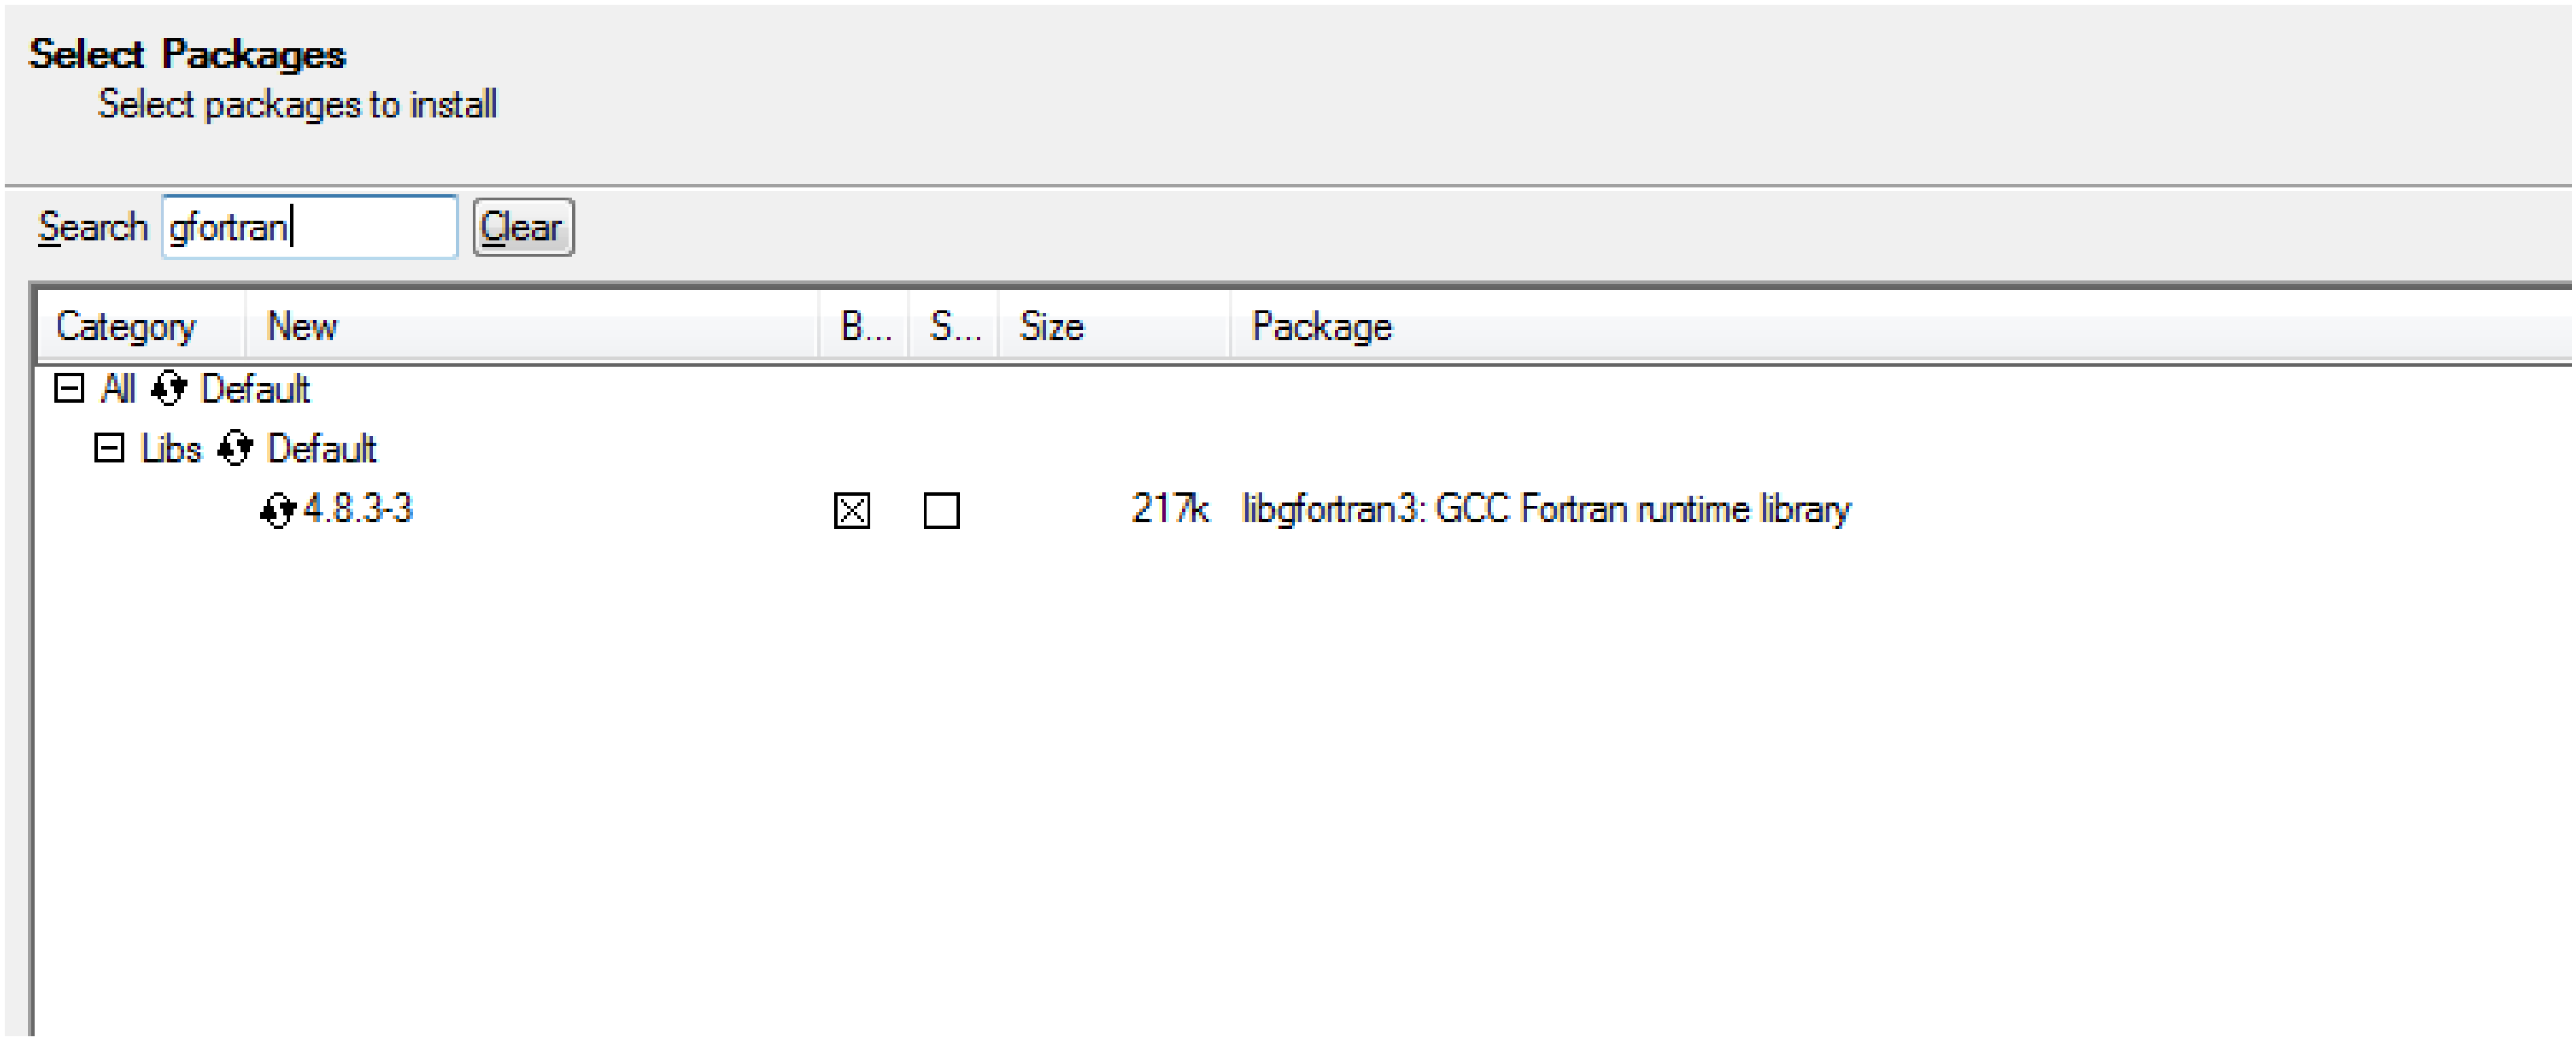 Select Packages
Select packages to install
Search gfortran Clear
Category New B... S... Size Package
All Default
Libs Default
4.8.3-3 217k libgfortran3: GCC Fortran runtime library